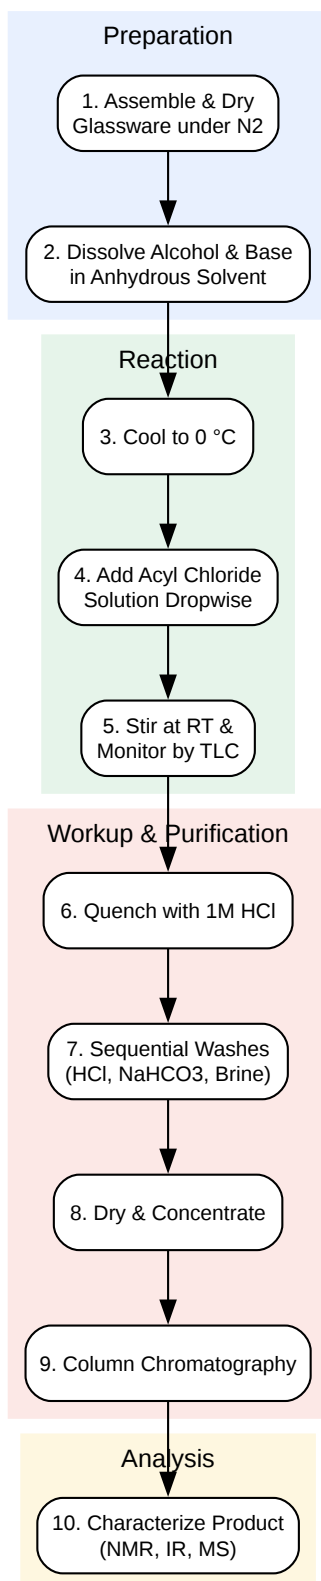 Preparation
1. Assemble & Dry
Glassware under N2
2. Dissolve Alcohol & Base
in Anhydrous Solvent
Reaction
3. Cool to 0 °C
4. Add Acyl Chloride
Solution Dropwise
5. Stir at RT &
Monitor by TLC
Workup & Purification
6. Quench with 1M HCl
7. Sequential Washes
(HCl, NaHCO3, Brine)
8. Dry & Concentrate
9. Column Chromatography
Analysis
10. Characterize Product
(NMR, IR, MS)